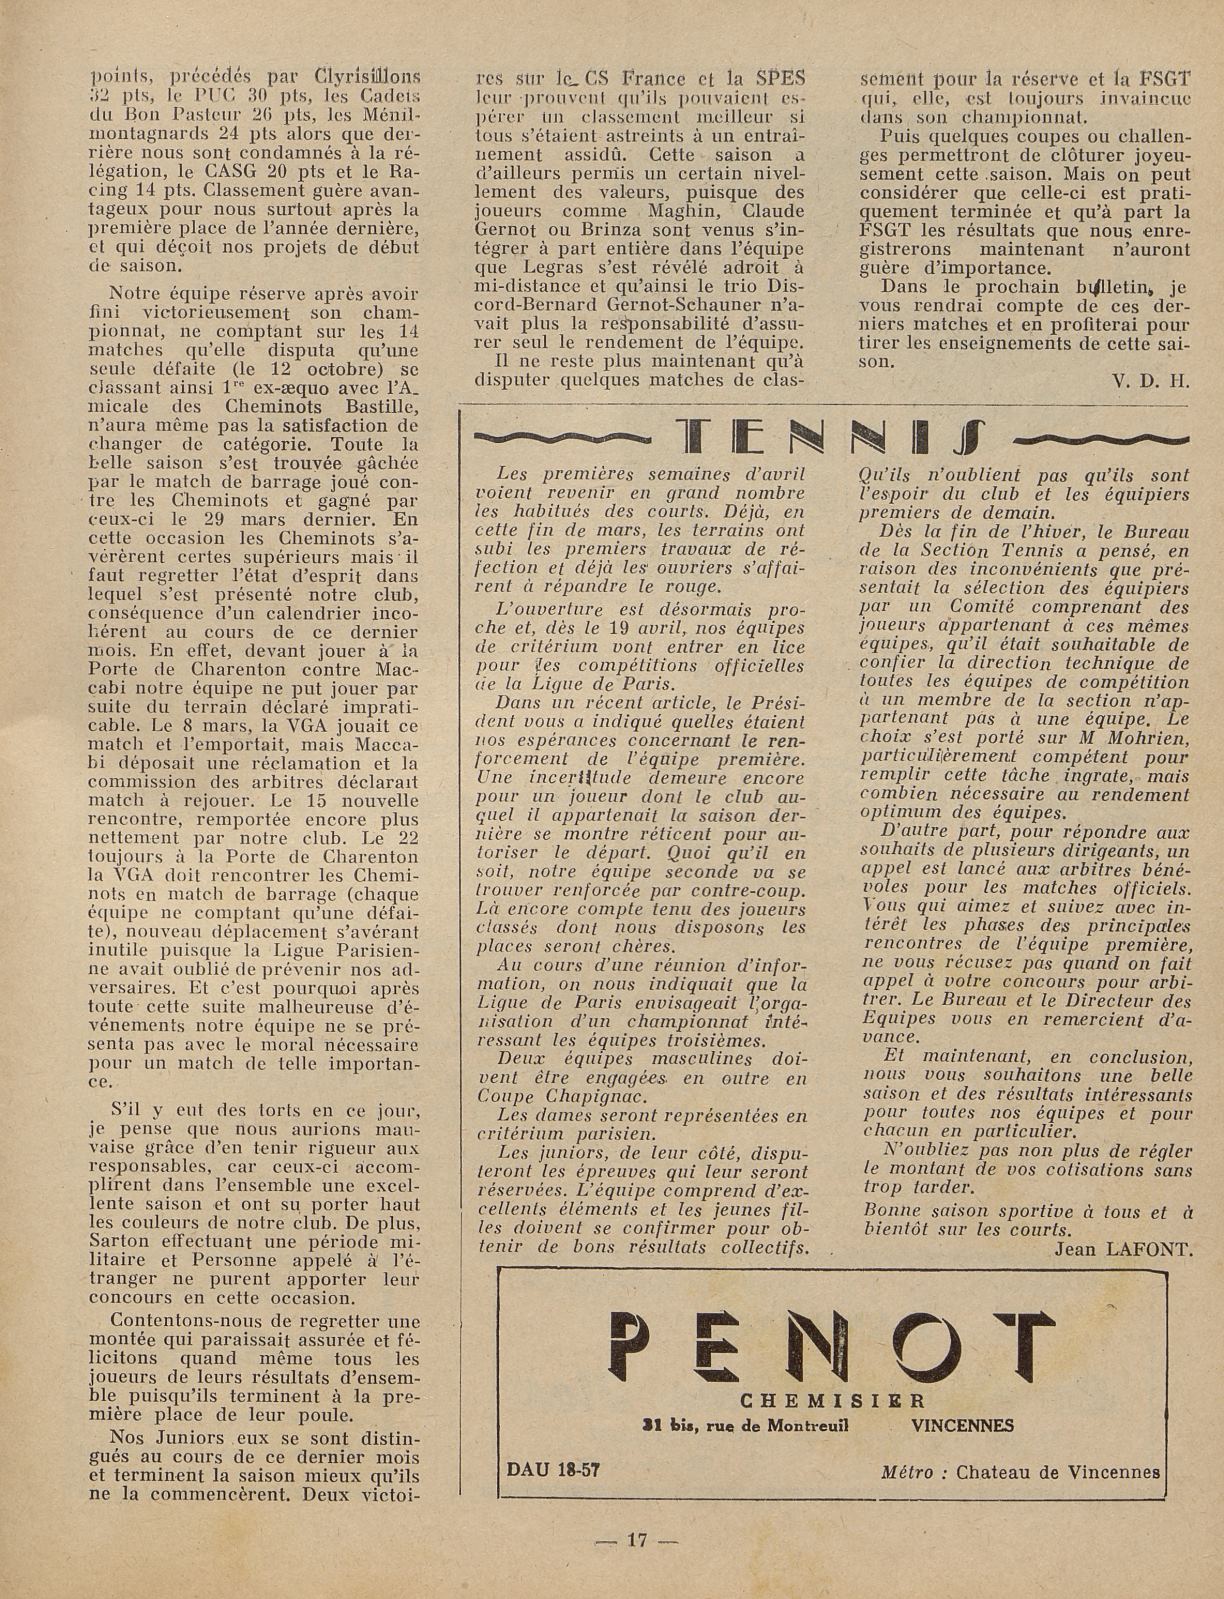 points, précédés par Clyrisillons
32 pts, le PUC 30 pts, les Cadets
du Bon Pasteur 26 pts, les Ménil-
montagnards 24 pts alors que der-
rière nous sont condamnés à la ré-
légation, le CASG 20 pts et le Ra-
cing 14 pts. Classement guère avan-
tageux pour nous surtout après la
première place de l'année dernière,
et qui déçoit nos projets de début
de saison.
Notre équipe réserve après avoir
fini victorieusement son cham-
pionnat, ne comptant sur les 14
matches qu'elle disputa qu'une
seule défaite (le 12 octobre) se
classant ainsi 1re ex-æquo avec l'A-
micale des Cheminots Bastille,
n'aura même pas la satisfaction de
changer de catégorie. Toute la
belle saison s'est trouvée gâchée
par le match de barrage joué con-
tre les Cheminots et gagné par
ceux-ci le 29 mars dernier. En
cette occasion les Cheminots s'a-
vérèrent certes supérieurs mais il
faut regretter l'état d'esprit dans
lequel s'est présenté notre club,
conséquence d'un calendrier inco-
hérent au cours de ce dernier
mois. En effet, devant jouer à la
Porte de Charenton contre Mac-
cabi notre équipe ne put jouer par
suite du terrain déclaré imprati-
cable. Le 8 mars, la VGA jouait ce
match et l'emportait, mais Macca-
bi déposait une réclamation et la
commission des arbitres déclarait
match à rejouer. Le 15 nouvelle
rencontre, remportée encore plus
nettement par notre club. Le 22
toujours à la Porte de Charenton
la VGA doit rencontrer les Chemi-
nots en match de barrage (chaque
équipe ne comptant qu'une défai-
te), nouveau déplacement s'avérant
inutile puisque la Ligue Parisien-
ne avait oublié de prévenir nos ad-
versaires. Et c'est pourquoi après
toute cette suite malheureuse d'é-
vénements notre équipe ne se pré-
senta pas avec le moral nécessaire
pour un match de telle importan-
ce.
S'il y eut des torts en ce jour,
je pense que nous aurions mau-
vaise grâce d'en tenir rigueur aux
responsables, car ceux-ci accom-
plirent dans l'ensemble une excel-
lente saison et ont su porter haut
les couleurs de notre club. De plus,
Sarton effectuant une période mi-
litaire et Personne appelé à l'é-
tranger ne purent apporter leur
concours en cette occasion.
Contentons-nous de regretter une
montée qui paraissait assurée et fé-
licitons quand même tous les
joueurs de leurs résultats d'ensem-
ble puisqu'ils terminent à la pre-
mière place de leur poule.
Nos Juniors eux se sont distin-
gués au cours de ce dernier mois
et terminent la saison mieux qu'ils
ne la commencèrent. Deux victoi-
res sur le CS France et la SPES
leur prouvent qu'ils pouvaient es-
pérer un classement meilleur si
tous s'étaient astreints à un entraî-
nement assidû. Cette saison a
d'ailleurs permis un certain nivel-
lement des valeurs, puisque des
joueurs comme Maghin, Claude
Gernot ou Brinza sont venus s'in-
tégrer à part entière dans l'équipe
que Legras s'est révélé adroit à
mi-distance et qu'ainsi le trio Dis-
cord-Bernard Gernot-Schauner n'a-
vait plus la responsabilité d'assu-
rer seul le rendement de l'équipe.
Il ne reste plus maintenant qu'à
disputer quelques matches de clas-
sement pour la réserve et la FSGT
qui, elle, est toujours invaincue
dans son championnat.
Puis quelques coupes ou challen-
ges permettront de clôturer joyeu-
sement cette saison. Mais on peut
considérer que celle-ci est prati-
quement terminée et qu'à part la
FSGT les résultats que nous enre-
gistrerons maintenant n'auront
guère d'importance.
Dans le prochain bulletin, je
vous rendrai compte de ces der-
niers matches et en profiterai pour
tirer les enseignements de cette sai-
son.
V. D. H.
TENNIS
Les premières semaines d'avril
voient revenir en grand nombre
les habitués des courts. Déjà, en
cette fin de mars, les terrains ont
subi les premiers travaux de ré-
fection et déjà les ouvriers s'affai-
rent à répandre le rouge.
L'ouverture est désormais pro-
che et, dès le 19 avril, nos équipes
de critérium vont entrer en lice
pour les compétitions officielles
de la Ligue de Paris.
Dans un récent article, le Prési-
dent vous a indiqué quelles étaient
nos espérances concernant le ren-
forcement de l'équipe première.
Une incertitude demeure encore
pour un joueur dont le club au-
quel il appartenait la saison der-
nière se montre réticent pour au-
toriser le départ. Quoi qu'il en
soit, notre équipe seconde va se
trouver renforcée par contre-coup.
Là encore compte tenu des joueurs
classés dont nous disposons les
places seront chères.
Au cours d'une réunion d'infor-
mation, on nous indiquait que la
Ligue de Paris envisageait l'orga-
nisation d'un championnat inté-
ressant les équipes troisièmes.
Deux équipes masculines doi-
vent être engagées en outre en
Coupe Chapignac.
Les dames seront représentées en
critérium parisien.
Les juniors, de leur côté, dispu-
teront les épreuves qui leur seront
réservées. L'équipe comprend d'ex-
cellents éléments et les jeunes fil-
les doivent se confirmer pour ob-
tenir de bons résultats collectifs.
Qu'ils n'oublient pas qu'ils sont
l'espoir du club et les équipiers
premiers de demain.
Dès la fin de l'hiver, le Bureau
de la Section Tennis a pensé, en
raison des inconvénients que pré-
sentait la sélection des équipiers
par un Comité comprenant des
joueurs appartenant à ces mêmes
équipes, qu'il était souhaitable de
confier la direction technique de
toutes les équipes de compétition
à un membre de la section n'ap-
partenant pas à une équipe. Le
choix s'est porté sur M Mohrien,
particulièrement compétent pour
remplir cette tâche ingrate, mais
combien nécessaire au rendement
optimum des équipes.
D'autre part, pour répondre aux
souhaits de plusieurs dirigeants, un
appel est lancé aux arbitres béné-
voles pour les matches officiels.
Vous qui aimez et suivez avec in-
térêt les phases des principales
rencontres de l'équipe première,
ne vous récusez pas quand on fait
appel à votre concours pour arbi-
trer. Le Bureau et le Directeur des
Equipes vous en remercient d'a-
vance.
Et maintenant, en conclusion,
nous vous souhaitons une belle
saison et des résultats intéressants
pour toutes nos équipes et pour
chacun en particulier.
N'oubliez pas non plus de régler
le montant de vos cotisations sans
trop tarder.
Bonne saison sportive à tous et à
bientôt sur les courts.
Jean LAFONT.
PENOT
CHEMISIER
31 bis, rue de Montreuil VINCENNES
DAU 18-57 Métro : Chateau de Vincennes
— 17 —